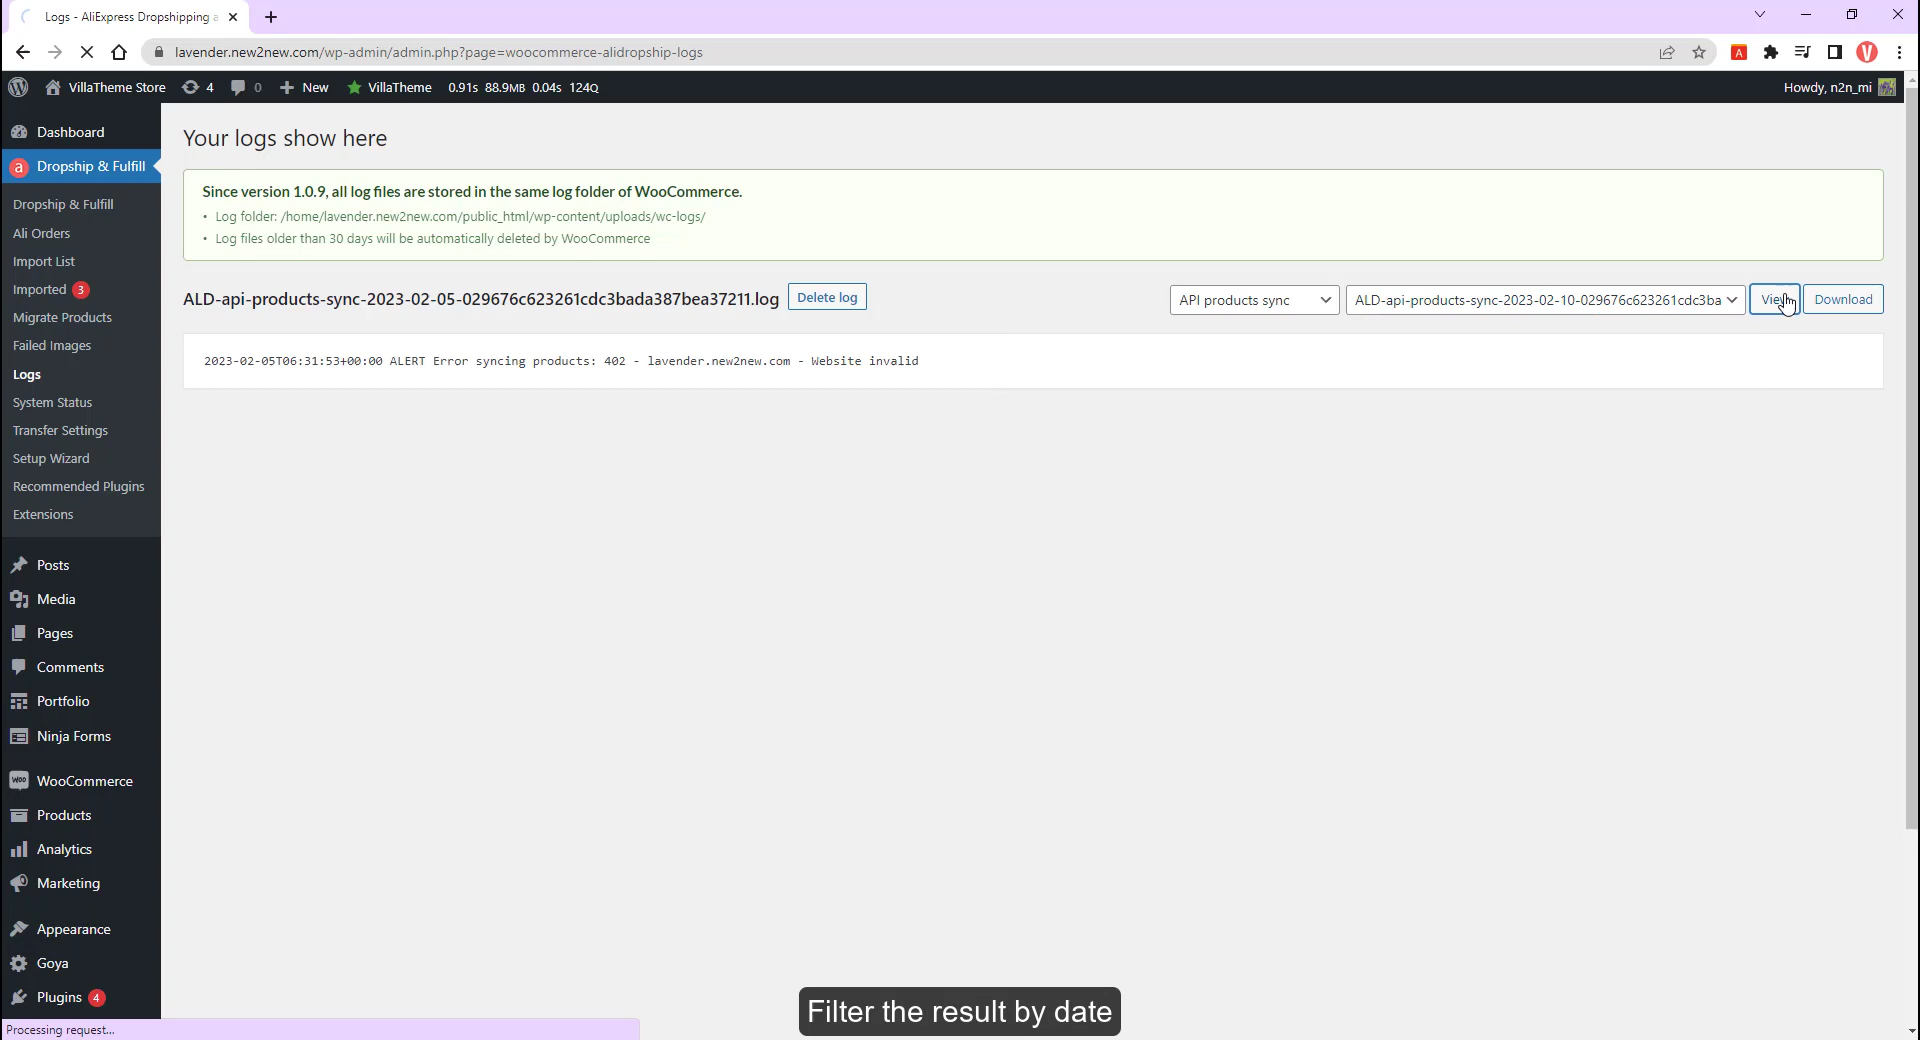 Logs - AliExpress Dropshipping a
lavender.new2new.com/wp-admin/admin.php?page=woocommerce-alidropship-logs
VillaTheme Store 4 0 New VillaTheme 0.91s 88.9MB 0.04s 124Q
Howdy, n2n_mi
Dashboard
Dropship & Fulfill
Dropship & Fulfill
Ali Orders
Import List
Imported 3
Migrate Products
Failed Images
Logs
System Status
Transfer Settings
Setup Wizard
Recommended Plugins
Extensions
Posts
Media
Pages
Comments
Portfolio
Ninja Forms
WooCommerce
Products
Analytics
Marketing
Appearance
Goya
Plugins 4
Processing request...
Your logs show here
Since version 1.0.9, all log files are stored in the same log folder of WooCommerce.
• Log folder: /home/lavender.new2new.com/public_html/wp-content/uploads/wc-logs/
• Log files older than 30 days will be automatically deleted by WooCommerce
ALD-api-products-sync-2023-02-05-029676c623261cdc3bada387bea37211.log Delete log
API products sync ALD-api-products-sync-2023-02-10-029676c623261cdc3ba View Download
2023-02-05T06:31:53+00:00 ALERT Error syncing products: 402 - lavender.new2new.com - Website invalid
Filter the result by date